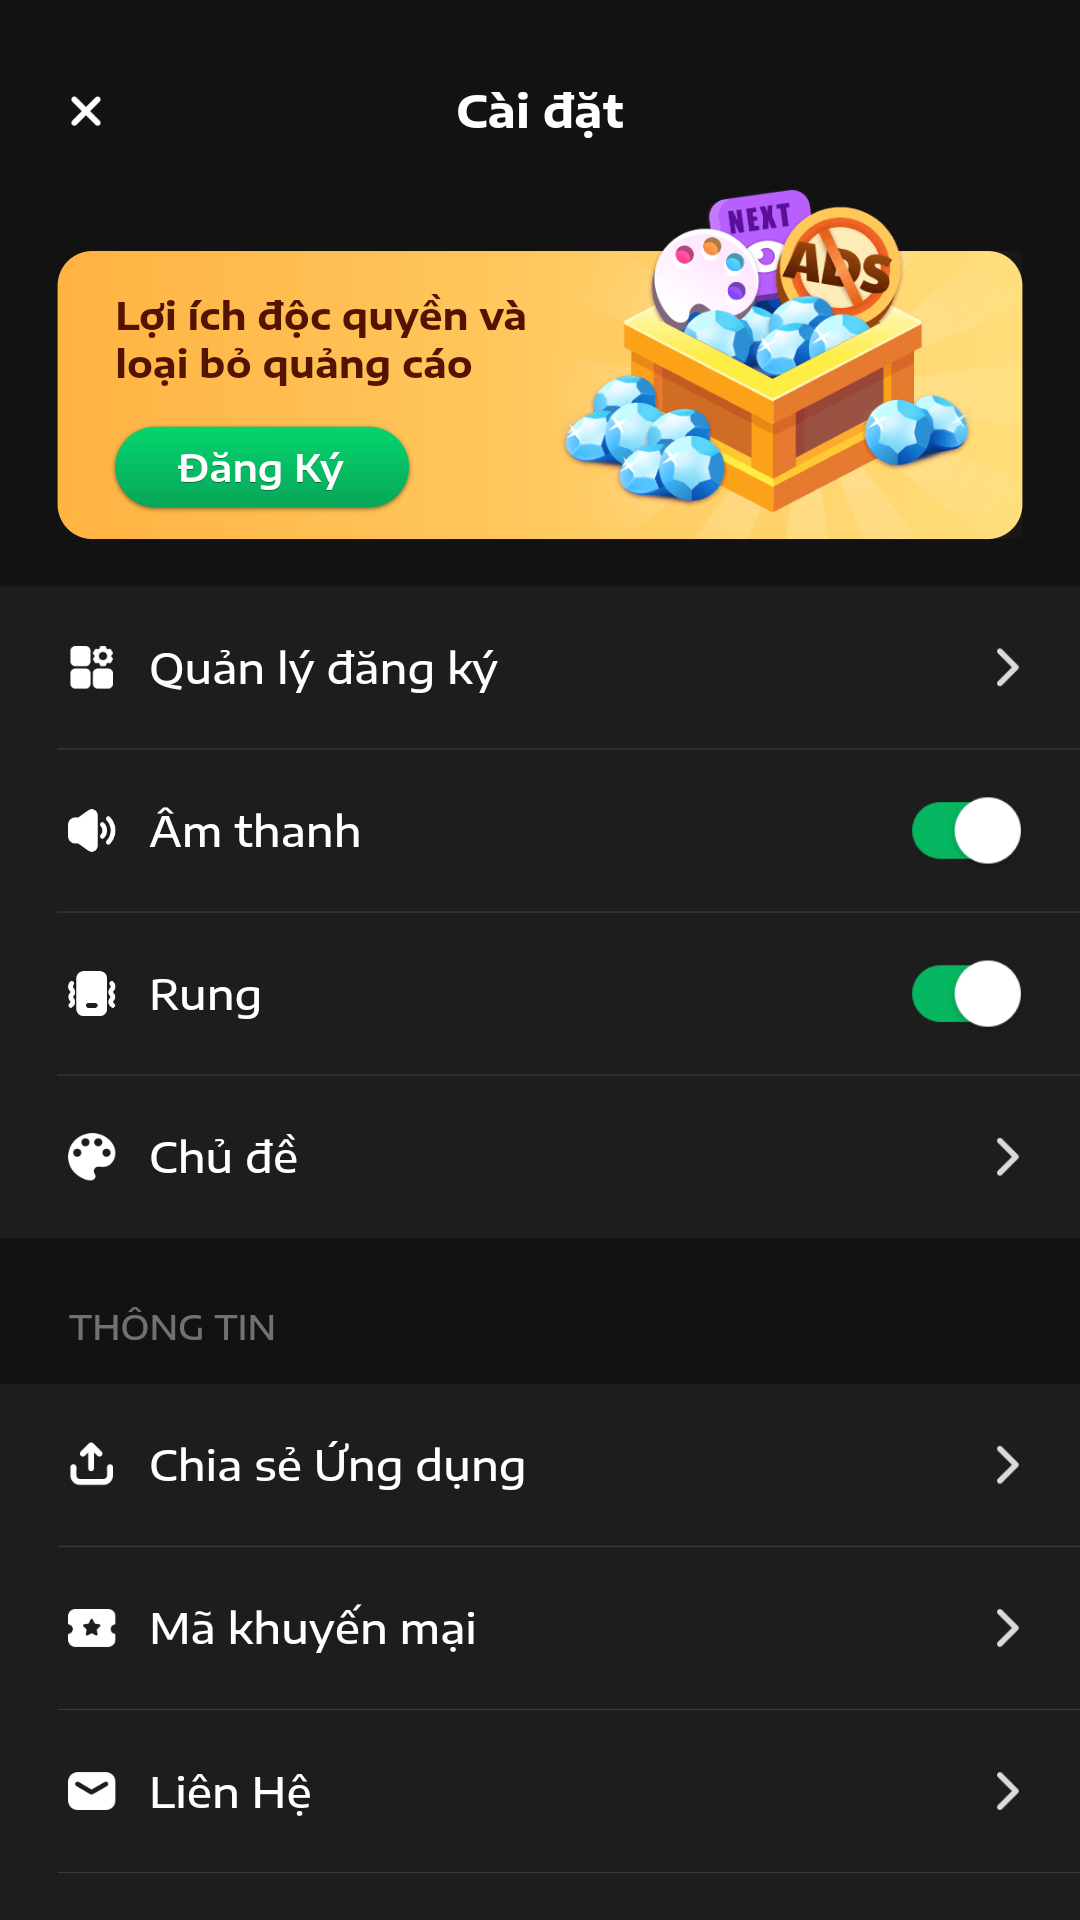 Cài đặt
NEXT
ADS
Lợi ích độc quyền và
loại bỏ quảng cáo
Đăng Ký
Quản lý đăng ký
Âm thanh
Rung
Chủ đề
THÔNG TIN
Chia sẻ Ứng dụng
Mã khuyến mại
Liên Hệ